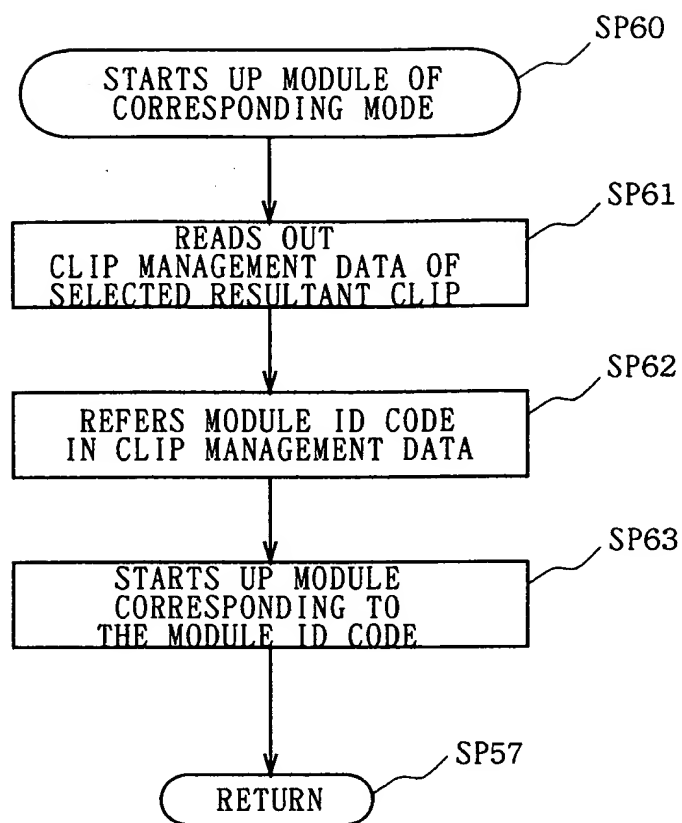 SP60
STARTS UP MODULE OF
CORRESPONDING MODE
SP61
READS OUT
CLIP MANAGEMENT DATA OF
SELECTED RESULTANT CLIP
SP62
REFERS MODULE ID CODE
IN CLIP MANAGEMENT DATA
SP63
STARTS UP MODULE
CORRESPONDING TO
THE MODULE ID CODE
SP57
RETURN